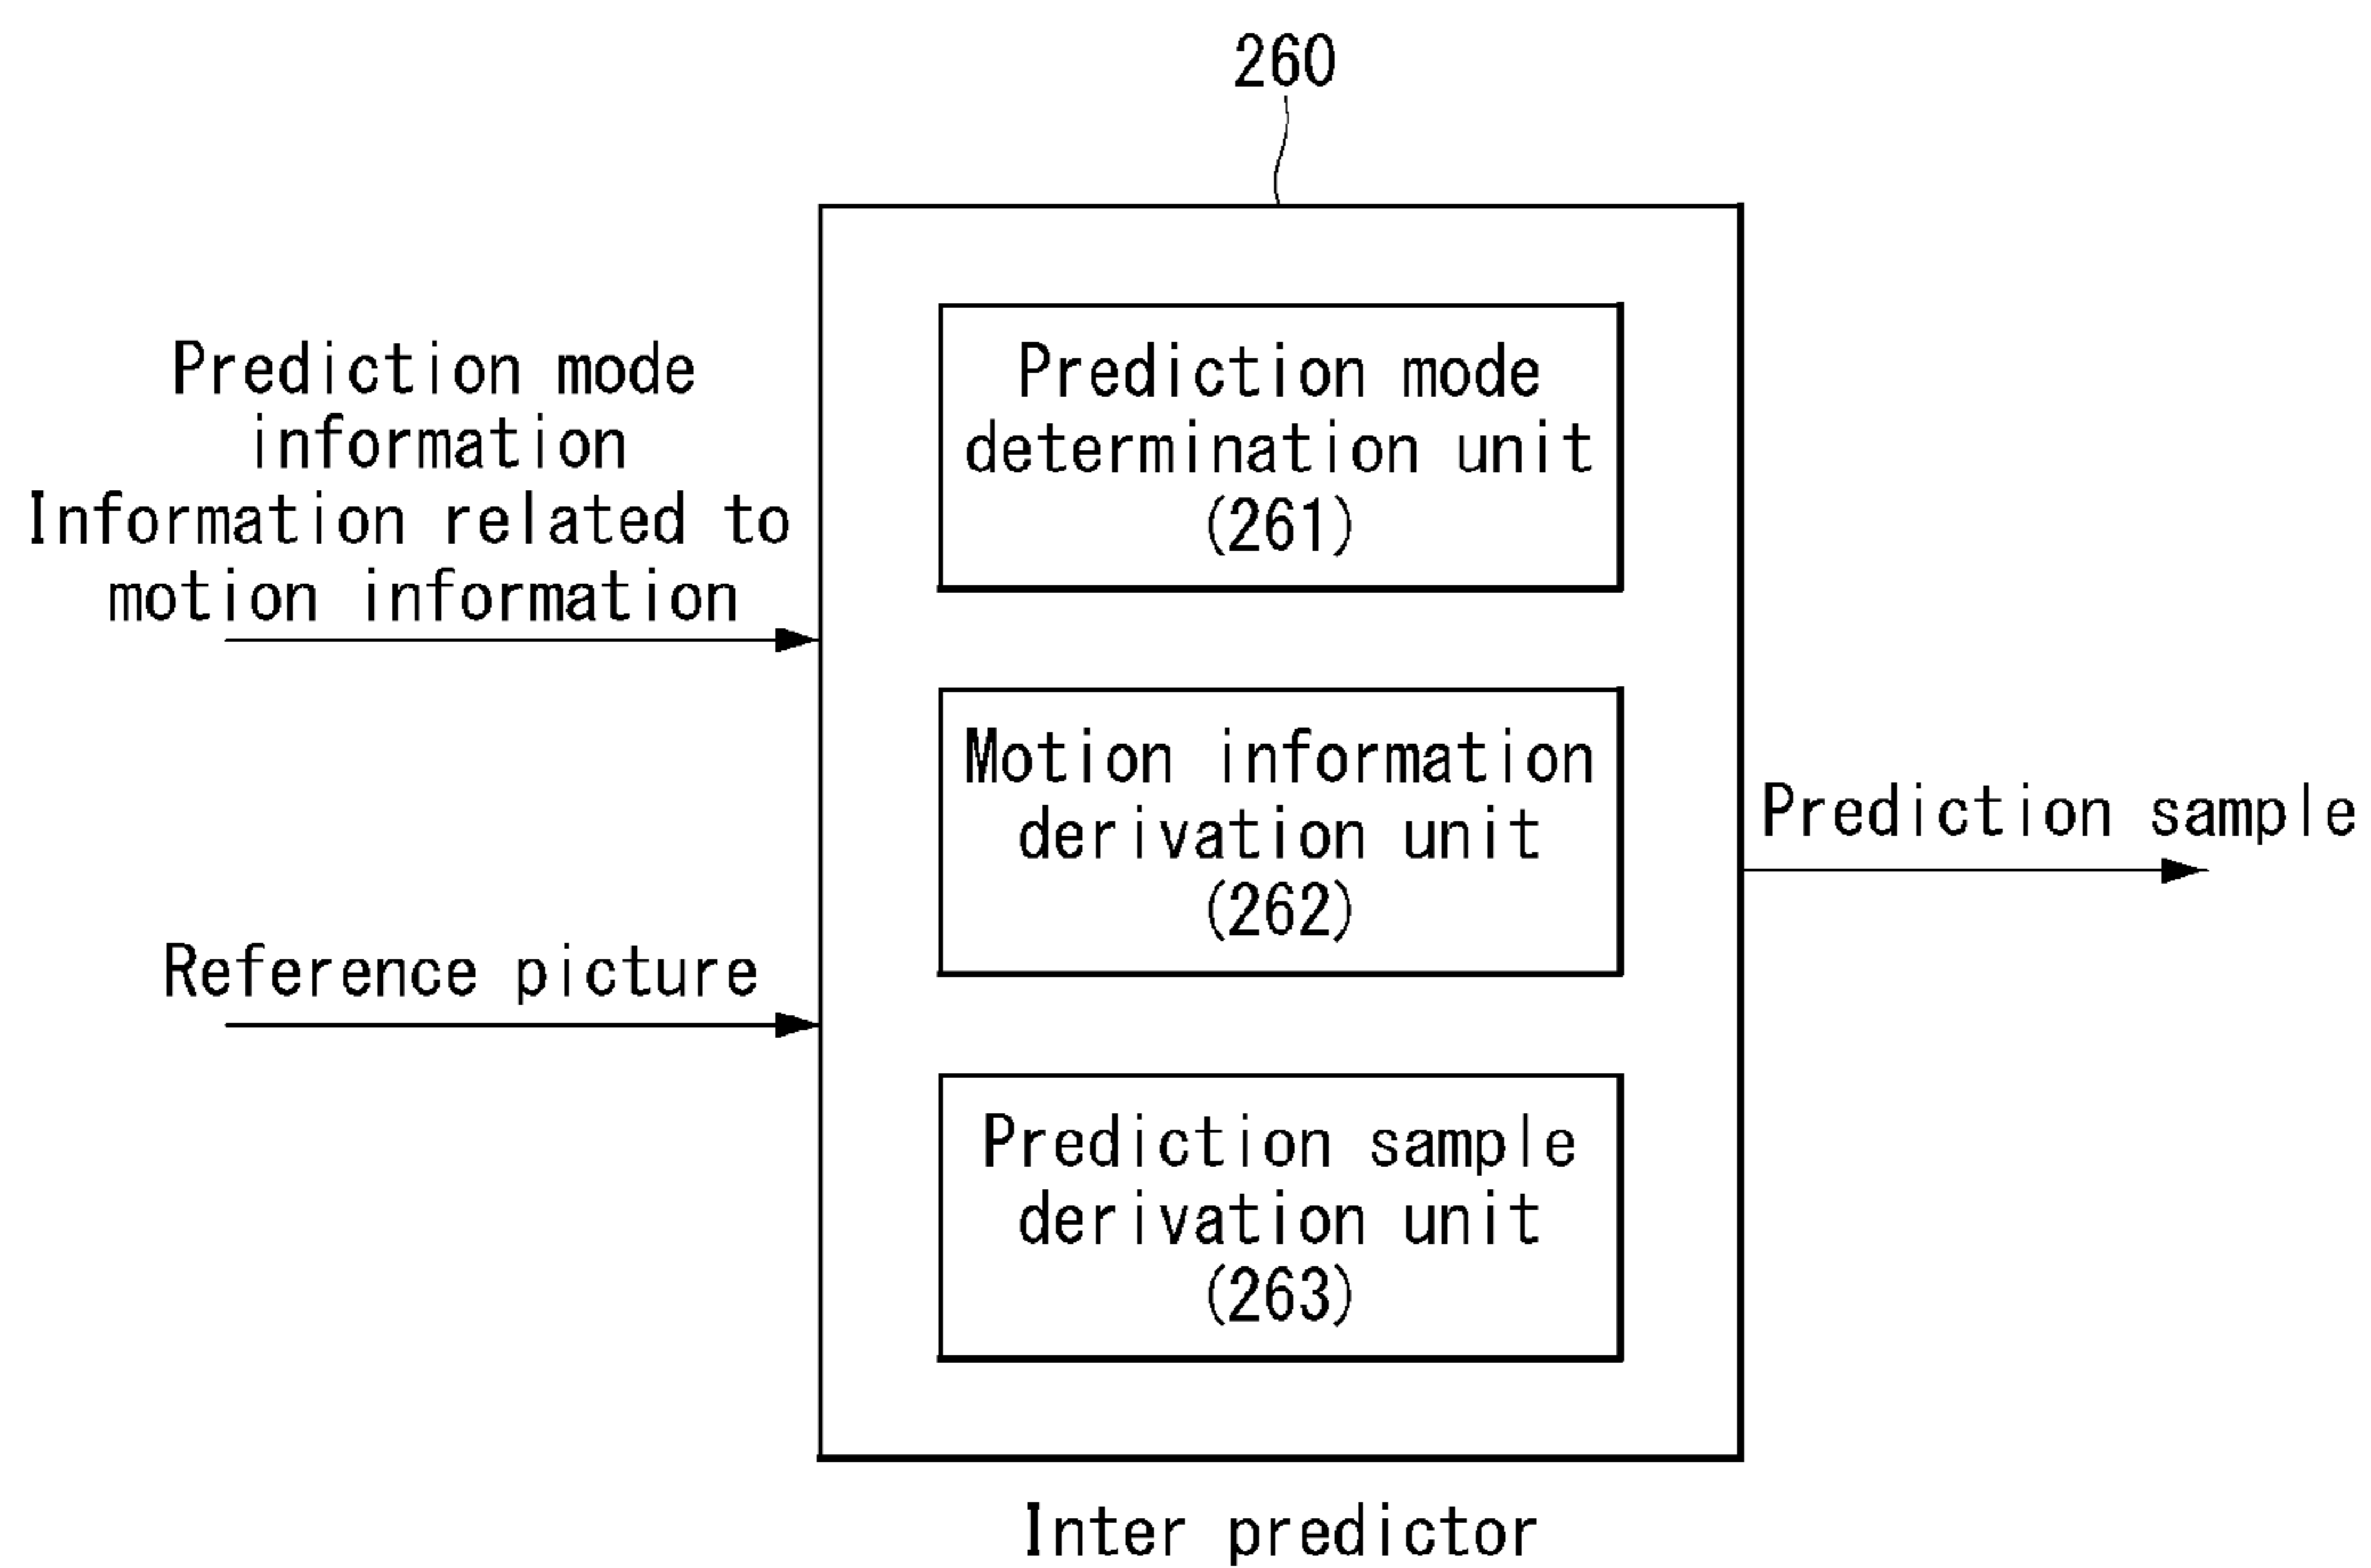 260
Prediction mode
information
Information related to
motion information
Reference picture
Prediction mode
determination unit
(261)
Motion information
derivation unit
(262)
Prediction sample
derivation unit
(263)
Prediction sample
Inter predictor